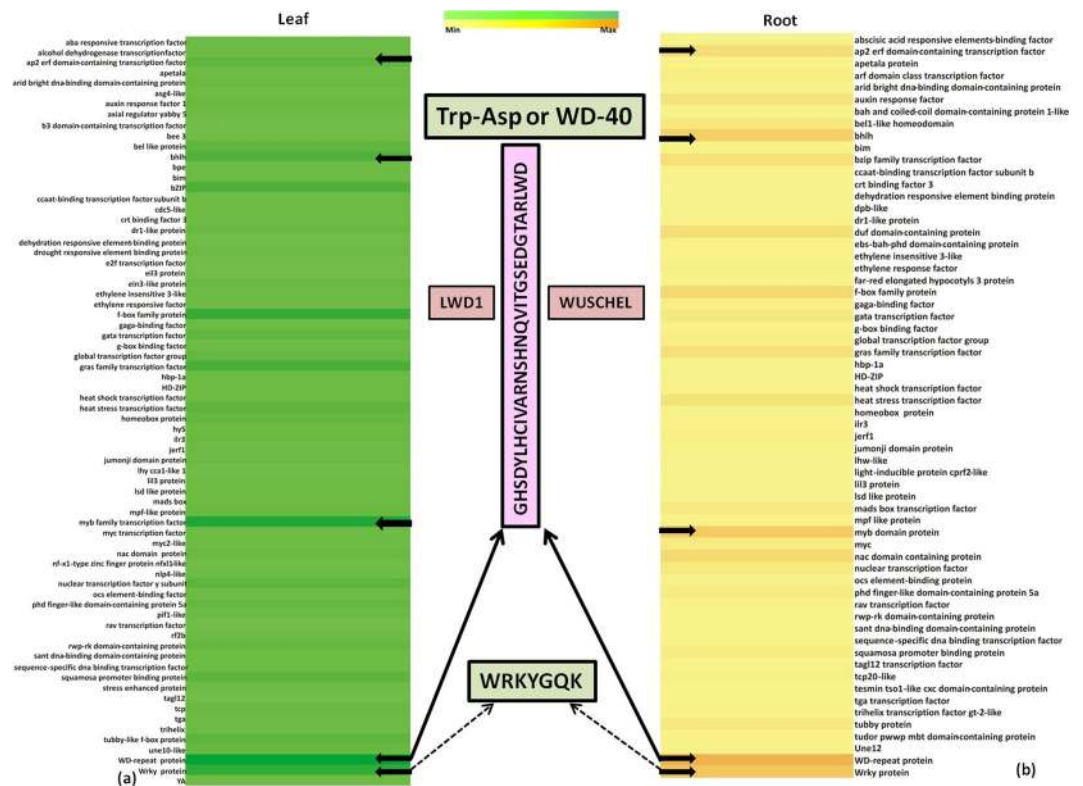 Leaf
Min
Max
Root
aba responsive transcription factor
alcohol dehydrogenase transcriptionfactor
ap2 erf domain-containing transcription factor
apetala
arid bright dna-binding domain-containing protein
asg4-like
auxin response factor 1
axial regulator yabby 5
b3 domain-containing transcription factor
bee 3
bel like protein
bhlh
bpe
bim
bZIP
ccaat-binding transcription factor subunit b
cdc5-like
crt binding factor 3
dr1-like protein
dehydration responsive element-binding protein
drought responsive element binding protein
e2f transcription factor
eil3 protein
ein3-like protein
ethylene insensitive 3-like
ethylene responsive factor
f-box family protein
gaga-binding factor
gata transcription factor
g-box binding factor
global transcription factor group
gras family transcription factor
hbp-1a
HD-ZIP
heat shock transcription factor
heat stress transcription factor
homeobox protein
hy5
ilr3
jerf1
jumonji domain protein
lhy cca1-like 1
lil3 protein
lsd like protein
mads box
mpf-like protein
myb family transcription factor
myc transcription factor
myc2-like
nac domain protein
nf-x1-type zinc finger protein nfxl1like
nlp4-like
nuclear transcription factor y subunit
ocs element-binding factor
phd finger-like domain-containing protein 5a
pif1-like
rav transcription factor
rf2b
rwp-rk domain-containing protein
sant dna-binding domain-containing protein
sequence-specific dna binding transcription factor
squamosa promoter binding protein
stress enhanced protein
tagl12
tcp
tga
trihelix
tubby-like f-box protein
une10-like
WD-repeat protein
Wrky protein
YA
(a)
Trp-Asp or WD-40
GHSDYLHCIVARNSHNQVITGSEDGTARLWD
LWD1
WUSCHEL
WRKYGQK
abscisic acid responsive elements-binding factor
ap2 erf domain-containing transcription factor
apetala protein
arf domain class transcription factor
arid bright dna-binding domain-containing protein
auxin response factor
bah and coiled-coil domain-containing protein 1-like
bel1-like homeodomain
bhlh
bim
bzip family transcription factor
ccaat-binding transcription factor subunit b
crt binding factor 3
dehydration responsive element binding protein
dpb-like
dr1-like protein
duf domain-containing protein
ebs-bah-phd domain-containing protein
ethylene insensitive 3-like
ethylene response factor
far-red elongated hypocotyls 3 protein
f-box family protein
gaga-binding factor
gata transcription factor
g-box binding factor
global transcription factor group
gras family transcription factor
hbp-1a
HD-ZIP
heat shock transcription factor
heat stress transcription factor
homeobox protein
ilr3
jerf1
jumonji domain protein
lhw-like
light-inducible protein cprf2-like
lil3 protein
lsd like protein
mads box transcription factor
mpf like protein
myb domain protein
myc
nac domain containing protein
nuclear transcription factor
ocs element-binding protein
phd finger-like domain-containing protein 5a
rav transcription factor
rwp-rk domain-containing protein
sant dna-binding domain-containing protein
sequence-specific dna binding transcription factor
squamosa promoter binding protein
tagl12 transcription factor
tcp20-like
tesmin tso1-like cxc domain-containing protein
tga transcription factor
trihelix transcription factor gt-2-like
tubby protein
tudor pwwp mbt domain-containing protein
Une12
WD-repeat protein
Wrky protein
(b)